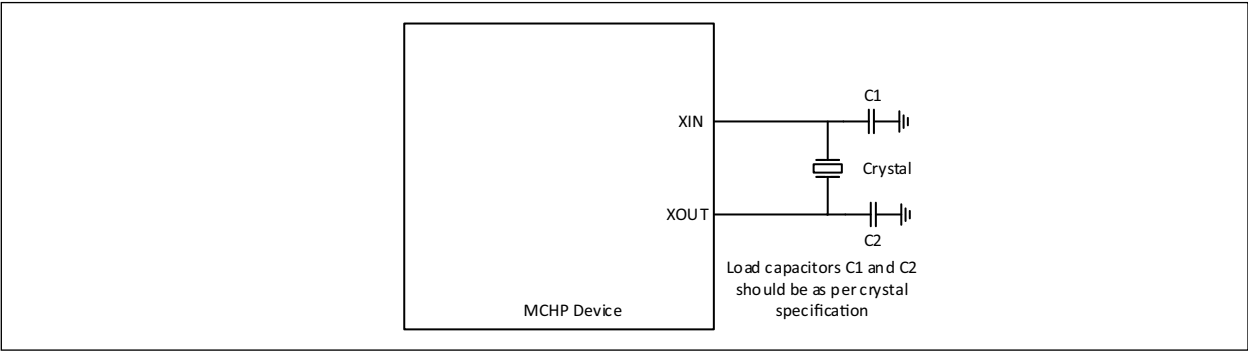 C1
XIN
Crystal
XOUT
C2
Load capacitors C1 and C2
should be as per crystal
specification
MCHP Device